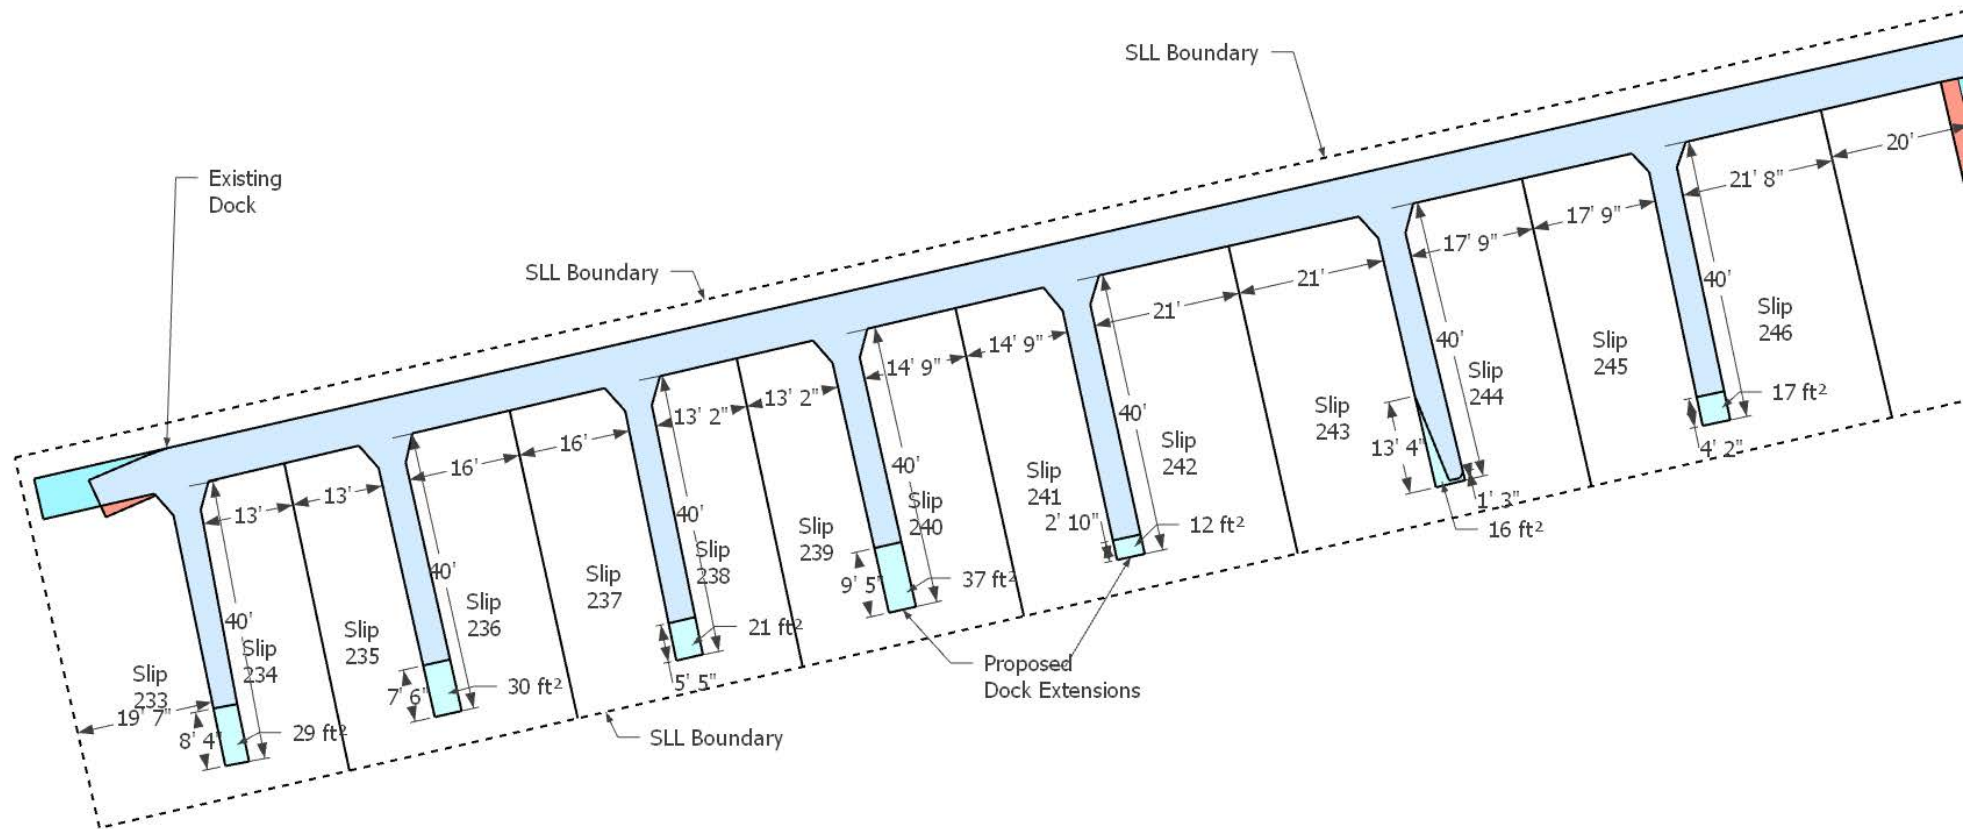 SLL Boundary
20'
Existing
Dock
21' 8"
17' 9"
17' 9"
SLL Boundary
21'
21'
40'
Slip
246
14' 9"
14' 9"
40'
Slip
245
Slip
244
17 ft²
4' 2"
13' 2"
13' 2"
40'
Slip
243
13' 4"
1' 3"
16 ft²
16'
16'
40'
Slip
242
Slip
241
2' 10"
12 ft²
13'
13'
40'
Slip
240
Slip
239
9' 5"
37 ft²
40'
Slip
238
Slip
237
21 ft²
5' 5"
Proposed
Dock Extensions
40'
Slip
236
Slip
235
7' 6"
30 ft²
Slip
234
Slip
233
19' 7"
8' 4"
29 ft²
SLL Boundary